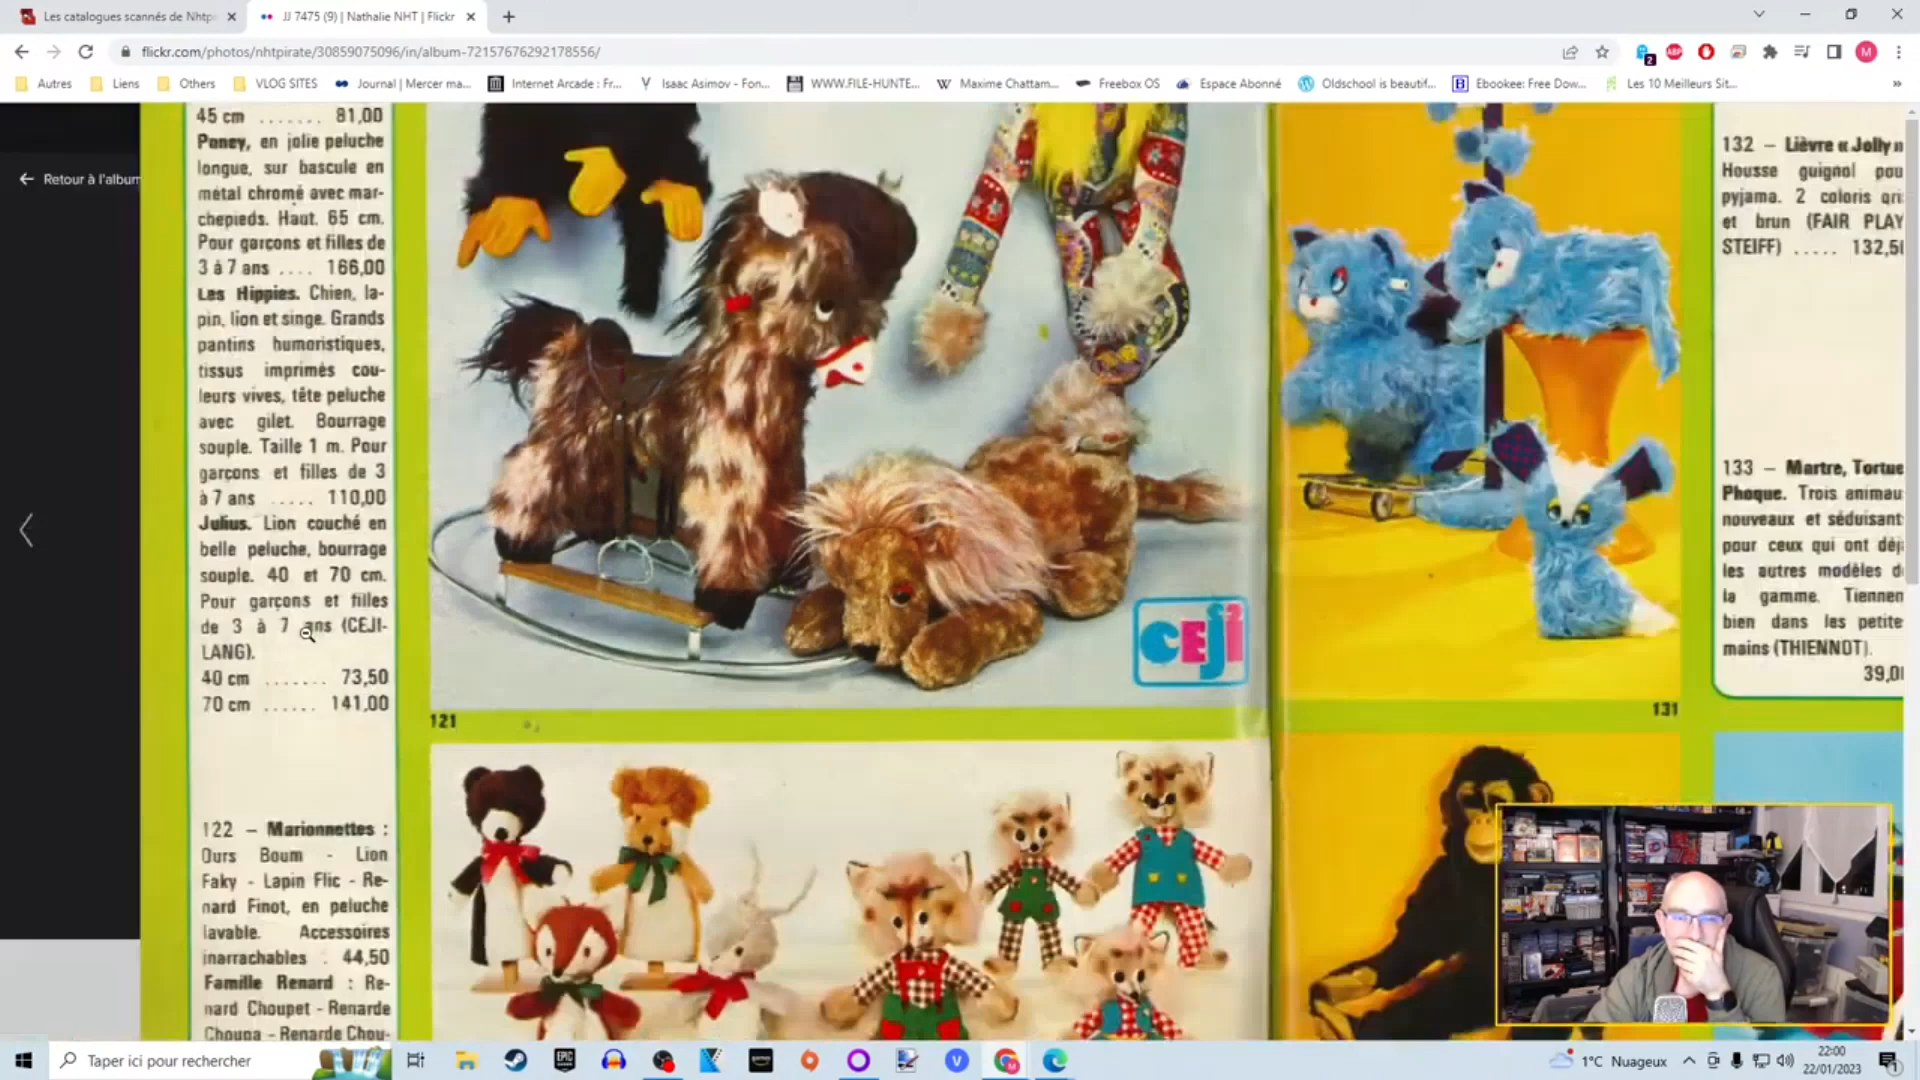 Les catalogues scannés de Nhtpi
JJ 7475 (9) | Nathalie NHT | Flickr
flickr.com/photos/nhtpirate/30859075096/in/album-72157676292178556/
Autres
Liens
Others
VLOG SITES
Journal | Mercer ma...
Internet Arcade : Fr...
Isaac Asimov - Fon...
WWW.FILE-HUNTE...
Maxime Chattam...
Freebox OS
Espace Abonné
Oldschool is beautif...
Ebookee: Free Dow...
Les 10 Meilleurs Sit...
Retour à l'album
45 cm ....... 81,00
Poney, en jolie peluche
longue, sur bascule en
métal chromé avec mar-
chepieds. Haut. 65 cm.
Pour garçons et filles de
3 à 7 ans .... 166,00
Les Hippies. Chien, la-
pin, lion et singe. Grands
pantins humoristiques,
tissus imprimés cou-
leurs vives, tête peluche
avec gilet. Bourrage
souple. Taille 1 m. Pour
garçons et filles de 3
à 7 ans ..... 110,00
Julius. Lion couché en
belle peluche, bourrage
souple. 40 et 70 cm.
Pour garçons et filles
de 3 à 7 ans (CEJI-
LANG).
40 cm ....... 73,50
70 cm ...... 141,00
122 – Marionnettes :
Ours Boum - Lion
Faky - Lapin Flic - Re-
nard Finot, en peluche
lavable. Accessoires
inarrachables . 44,50
Famille Renard : Re-
nard Choupet - Renarde
Choupa - Renarde Chou-
ceji
121
131
132 – Lièvre « Jolly »
Housse guignol pou
pyjama. 2 coloris gri
et brun (FAIR PLAY
STEIFF) ..... 132,50
133 – Martre, Tortue
Phoque. Trois animau
nouveaux et séduisant
pour ceux qui ont déj
les autres modèles d
la gamme. Tiennen
bien dans les petite
mains (THIENNOT).
39,00
Taper ici pour rechercher
1°C Nuageux
22:00
22/01/2023